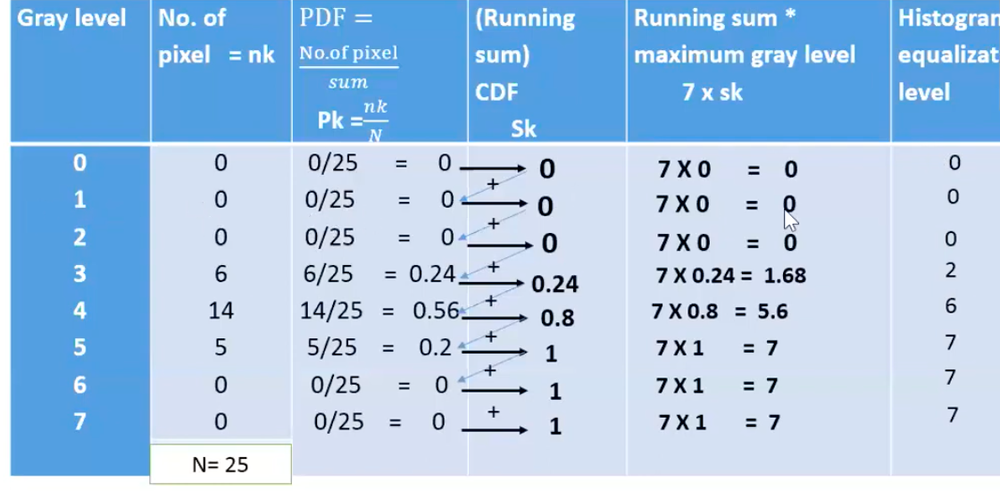 Gray level | No. of pixel = nk | PDF = No.of pixel / sum Pk = nk / N | (Running sum) CDF Sk | Running sum * maximum gray level 7 x sk | Histogran equalizat level
0 | 0 | 0/25 = 0 | 0 | 7 X 0 = 0 | 0
+
1 | 0 | 0/25 = 0 | 0 | 7 X 0 = 0 | 0
+
2 | 0 | 0/25 = 0 | 0 | 7 X 0 = 0 | 0
+
3 | 6 | 6/25 = 0.24 | 0.24 | 7 X 0.24 = 1.68 | 2
+
4 | 14 | 14/25 = 0.56 | 0.8 | 7 X 0.8 = 5.6 | 6
+
5 | 5 | 5/25 = 0.2 | 1 | 7 X 1 = 7 | 7
+
6 | 0 | 0/25 = 0 | 1 | 7 X 1 = 7 | 7
+
7 | 0 | 0/25 = 0 | 1 | 7 X 1 = 7 | 7
N= 25